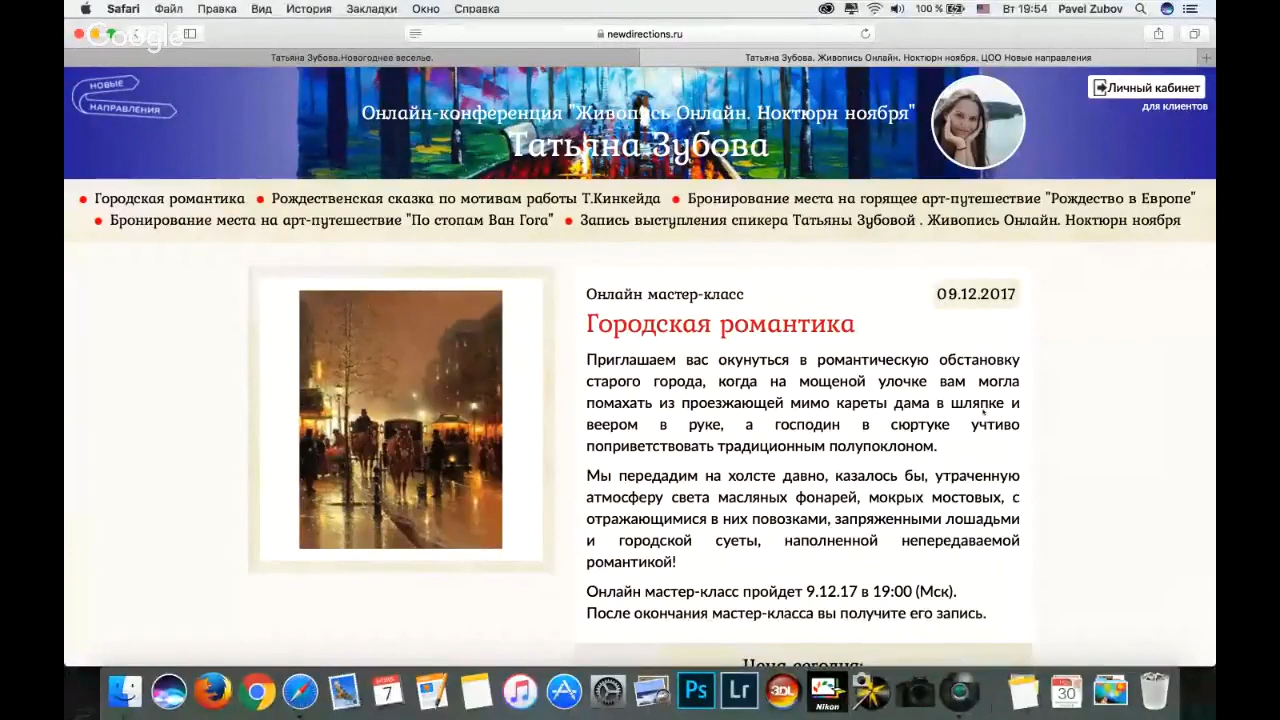 Safari Файл Правка Вид История Закладки Окно Справка 100 % Вт 19:54 Pavel Zubov
Google
newdirections.ru
Татьяна Зубова.Новогоднее веселье.
Татьяна Зубова. Живопись Онлайн. Ноктюрн ноября. ЦОО Новые направления
НОВЫЕ
НАПРАВЛЕНИЯ
Онлайн-конференция "Живопись Онлайн. Ноктюрн ноября"
Татьяна Зубова
Личный кабинет
для клиентов
Городская романтика Рождественская сказка по мотивам работы Т.Кинкейда Бронирование места на горящее арт-путешествие "Рождество в Европе"
Бронирование места на арт-путешествие "По стопам Ван Гога" Запись выступления спикера Татьяны Зубовой . Живопись Онлайн. Ноктюрн ноября
Онлайн мастер-класс
09.12.2017
Городская романтика
Приглашаем вас окунуться в романтическую обстановку
старого города, когда на мощеной улочке вам могла
помахать из проезжающей мимо кареты дама в шляпке и
веером в руке, а господин в сюртуке учтиво
поприветствовать традиционным полупоклоном.
Мы передадим на холсте давно, казалось бы, утраченную
атмосферу света масляных фонарей, мокрых мостовых, с
отражающимися в них повозками, запряженными лошадьми
и городской суеты, наполненной непередаваемой
романтикой!
Онлайн мастер-класс пройдет 9.12.17 в 19:00 (Мск).
После окончания мастер-класса вы получите его запись.
Цена сегодня:
7
Ps
Lr
3DL
Nikon
30